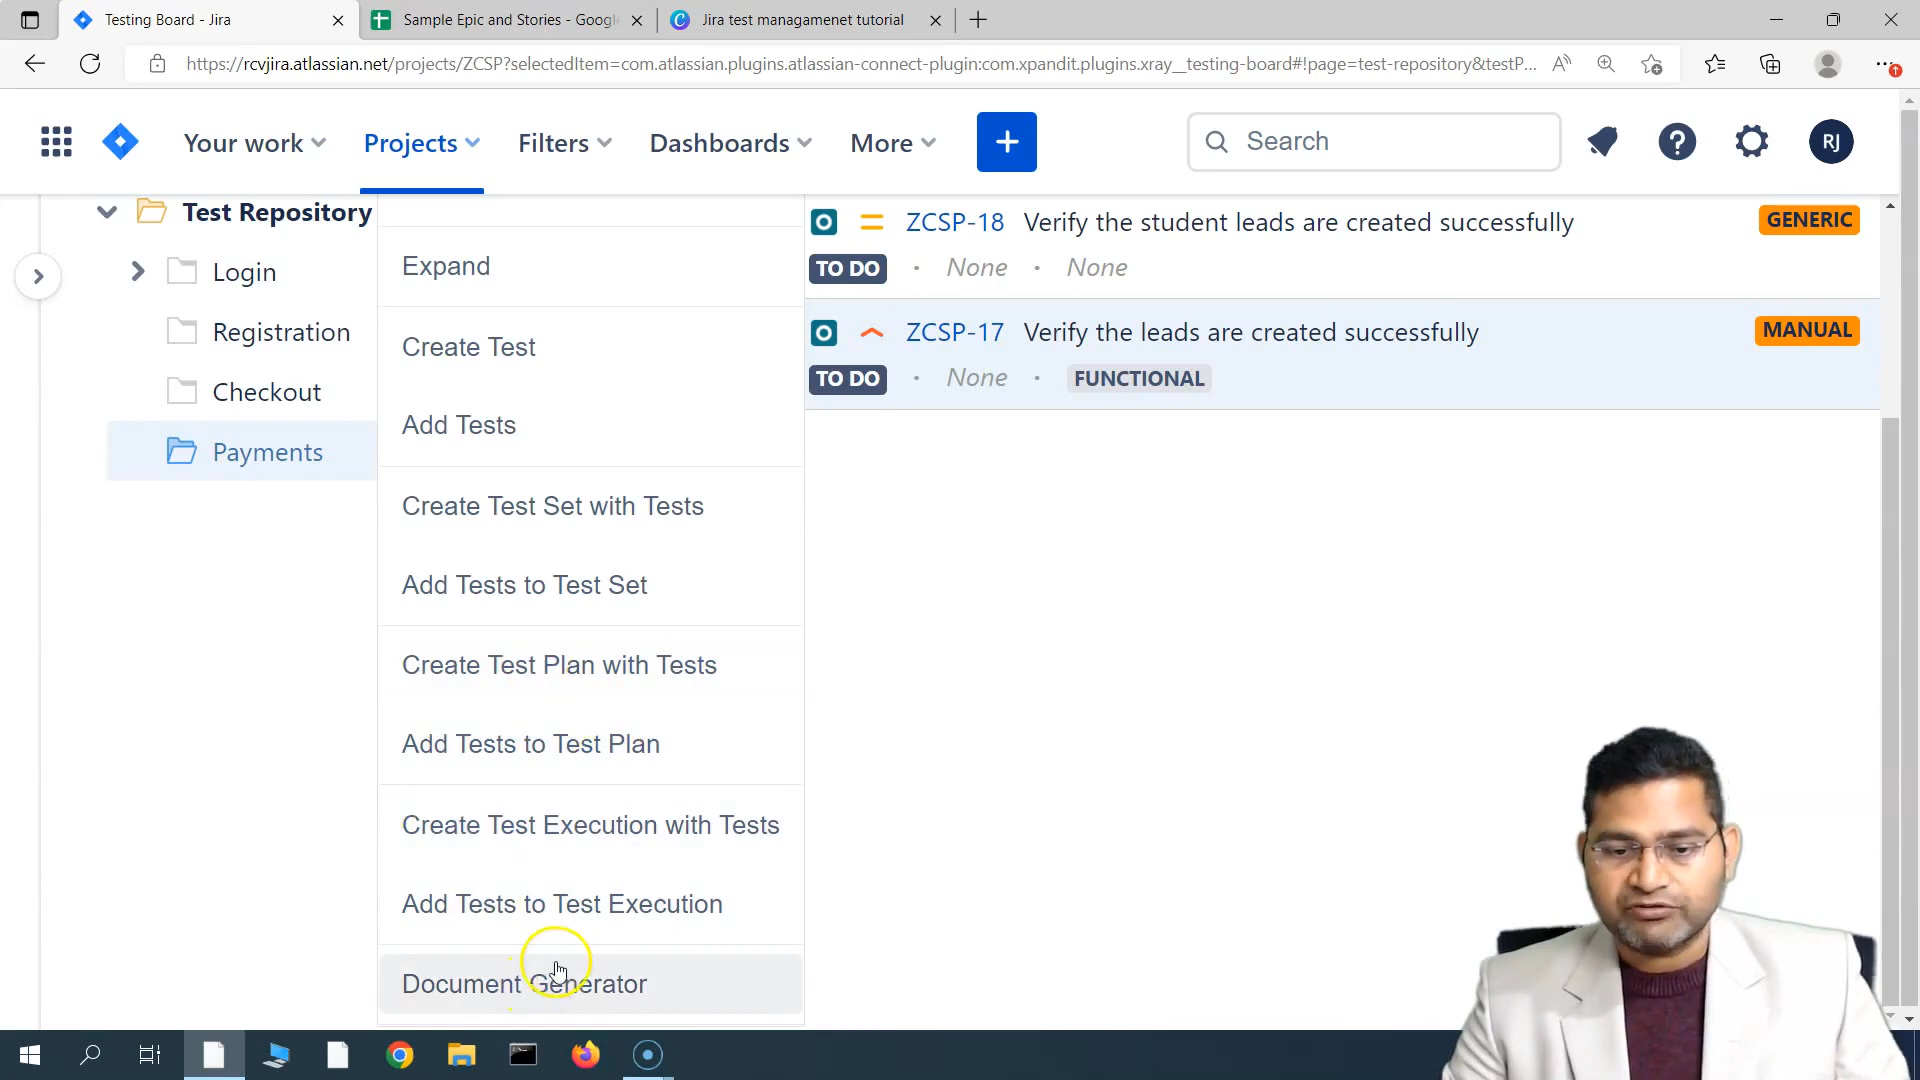 Testing Board - Jira
Sample Epic and Stories - Google
Jira test managamenet tutorial
https://rcvjira.atlassian.net/projects/ZCSP?selectedItem=com.atlassian.plugins.atlassian-connect-plugin:com.xpandit.plugins.xray__testing-board#!page=test-repository&testP...
Your work
Projects
Filters
Dashboards
More
Search
RJ
Test Repository
Login
Registration
Checkout
Payments
Expand
Create Test
Add Tests
Create Test Set with Tests
Add Tests to Test Set
Create Test Plan with Tests
Add Tests to Test Plan
Create Test Execution with Tests
Add Tests to Test Execution
Document Generator
ZCSP-18 Verify the student leads are created successfully GENERIC
TO DO · None · None
ZCSP-17 Verify the leads are created successfully MANUAL
TO DO · None · FUNCTIONAL